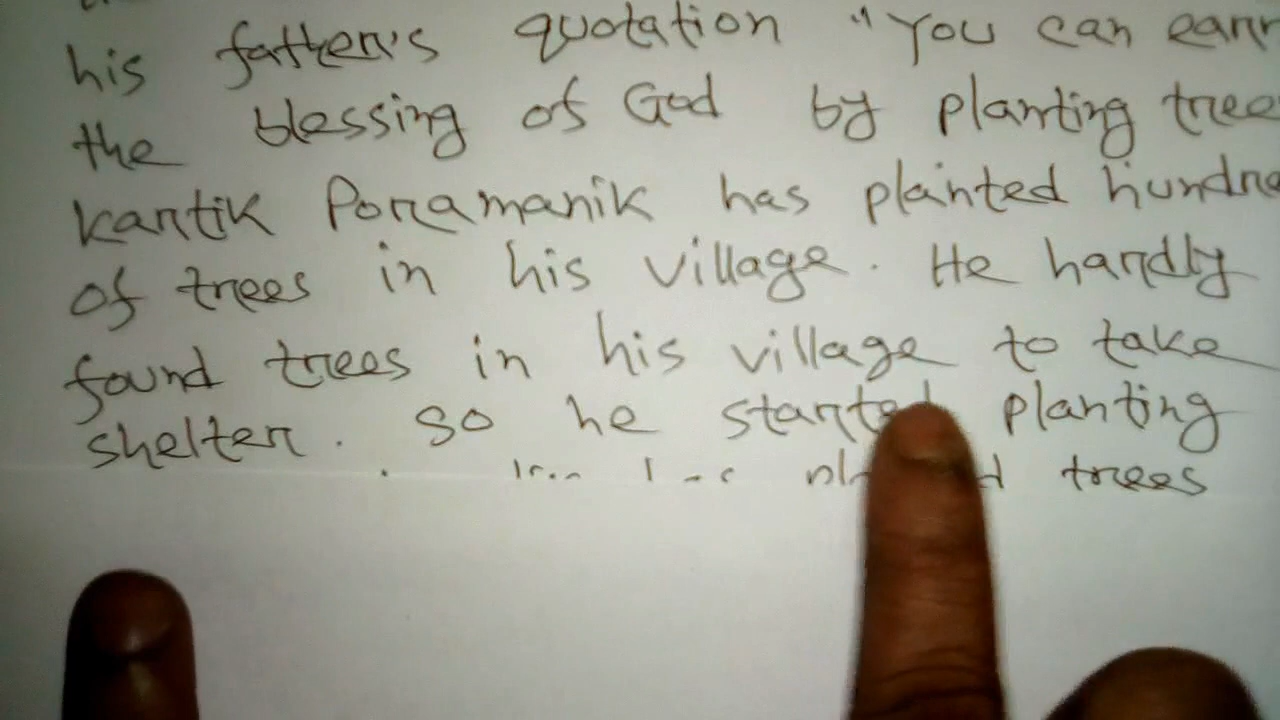 his father's quotation "You can earn
the blessing of God by planting tree
Kartik Poramanik has planted hundre
of trees in his village. He hardly
found trees in his village to take
shelter. So he started planting
trees